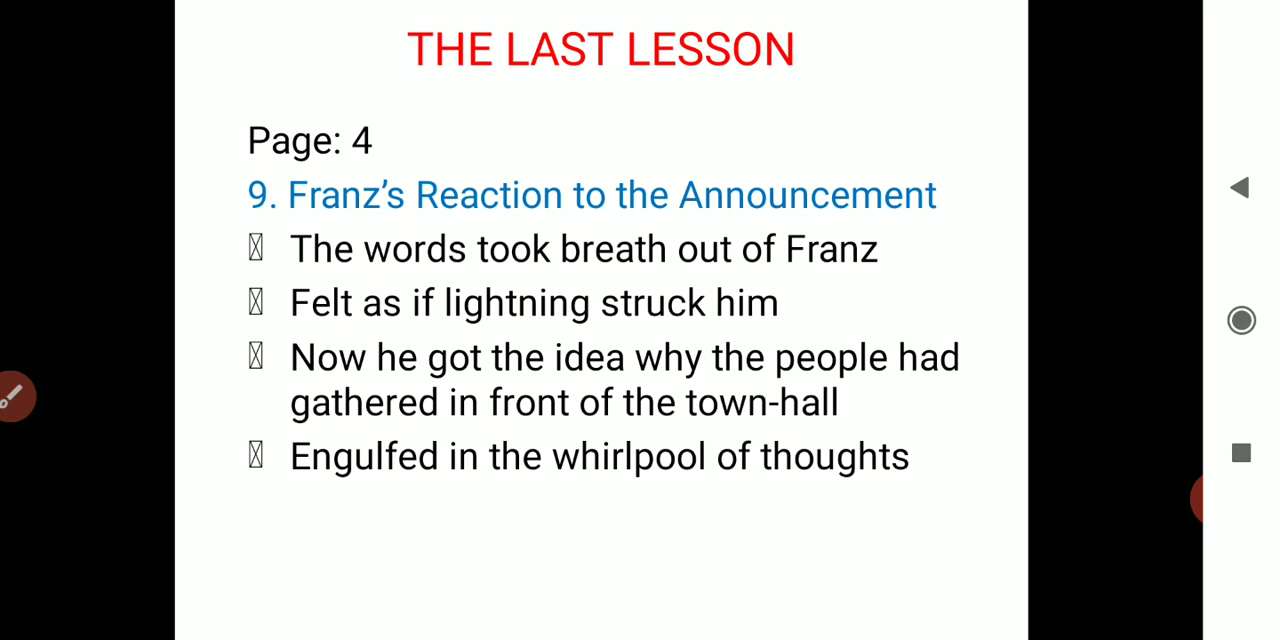 THE LAST LESSON
Page: 4
9. Franz’s Reaction to the Announcement
The words took breath out of Franz
Felt as if lightning struck him
Now he got the idea why the people had
gathered in front of the town-hall
Engulfed in the whirlpool of thoughts